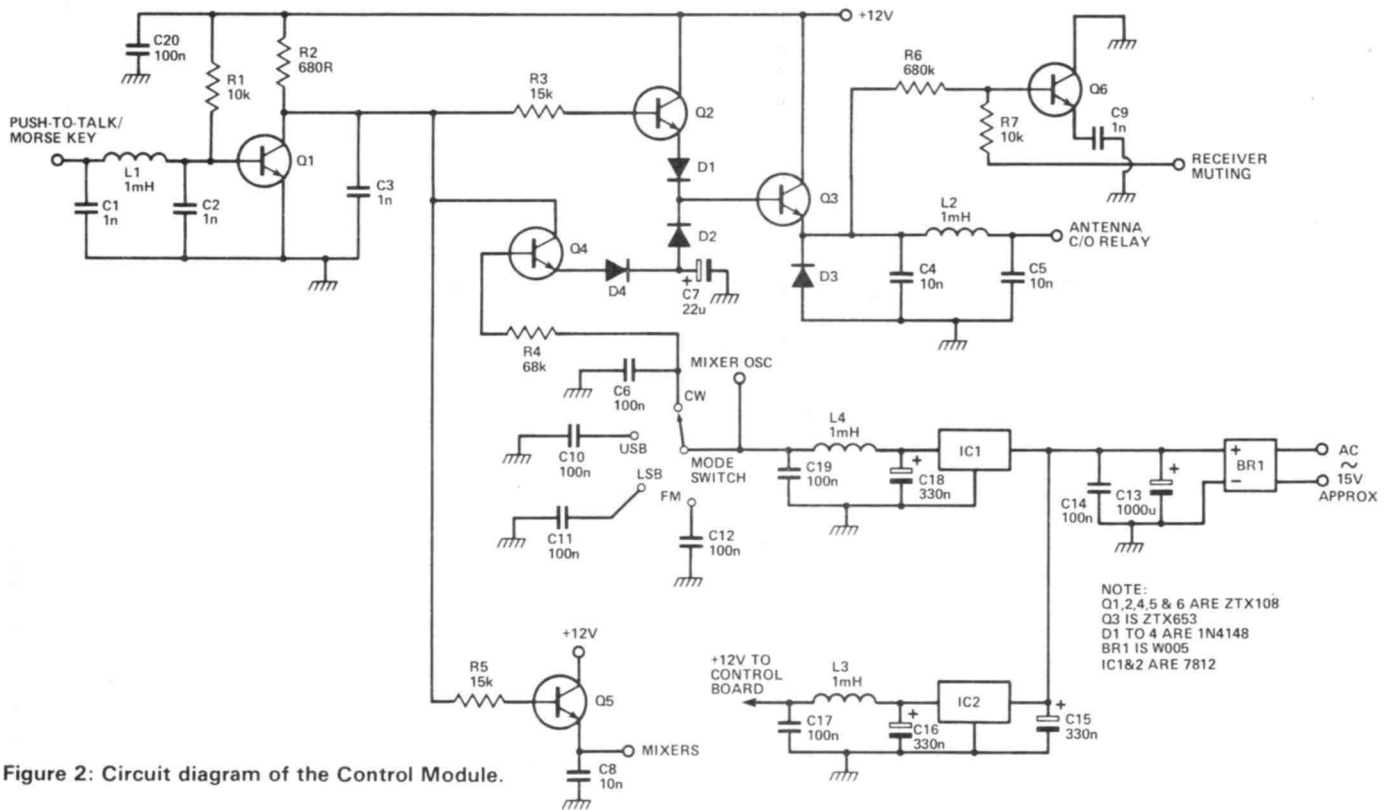 +12V
C20
100n
R1
10k
R2
680R
R3
15k
Q2
R6
680k
Q6
C9
1n
R7
10k
RECEIVER
MUTING
PUSH-TO-TALK/
MORSE KEY
L1
1mH
C1
1n
C2
1n
Q1
C3
1n
D1
D2
Q3
Q4
D4
+
C7
22u
D3
L2
1mH
C4
10n
C5
10n
ANTENNA
C/O RELAY
R4
68k
C6
100n
MIXER OSC
CW
C10
100n
USB
MODE
SWITCH
LSB
C11
100n
FM
C12
100n
L4
1mH
C19
100n
+
C18
330n
IC1
C14
100n
+
C13
1000u
+
−
BR1
AC
~
15V
APPROX
NOTE:
Q1,2,4,5 & 6 ARE ZTX108
Q3 IS ZTX653
D1 TO 4 ARE 1N4148
BR1 IS W005
IC1&2 ARE 7812
+12V
R5
15k
Q5
MIXERS
C8
10n
+12V TO
CONTROL
BOARD
L3
1mH
C17
100n
+
C16
330n
IC2
+
C15
330n
Figure 2: Circuit diagram of the Control Module.